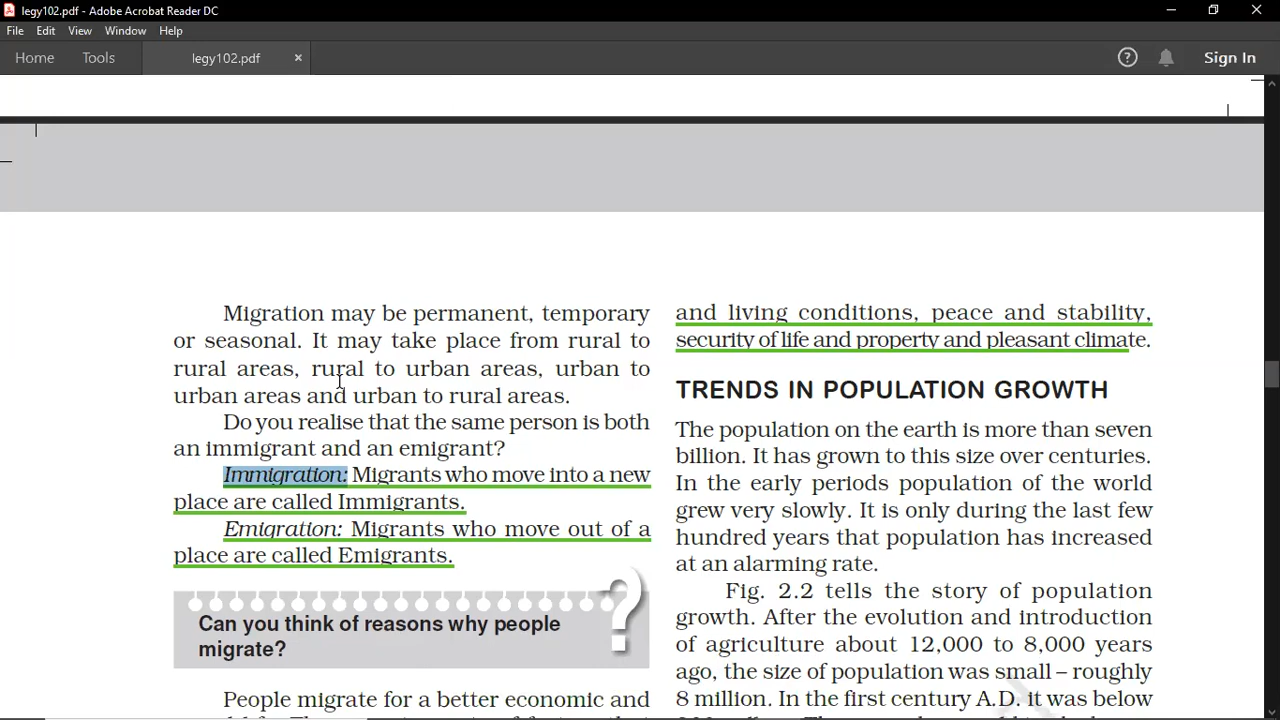 legy102.pdf - Adobe Acrobat Reader DC
File Edit View Window Help
Home Tools legy102.pdf × ? Sign In
Migration may be permanent, temporary
or seasonal. It may take place from rural to
rural areas, rural to urban areas, urban to
urban areas and urban to rural areas.
Do you realise that the same person is both
an immigrant and an emigrant?
Immigration: Migrants who move into a new
place are called Immigrants.
Emigration: Migrants who move out of a
place are called Emigrants.
Can you think of reasons why people
migrate?
?
People migrate for a better economic and
and living conditions, peace and stability,
security of life and property and pleasant climate.
TRENDS IN POPULATION GROWTH
The population on the earth is more than seven
billion. It has grown to this size over centuries.
In the early periods population of the world
grew very slowly. It is only during the last few
hundred years that population has increased
at an alarming rate.
Fig. 2.2 tells the story of population
growth. After the evolution and introduction
of agriculture about 12,000 to 8,000 years
ago, the size of population was small – roughly
8 million. In the first century A.D. it was below